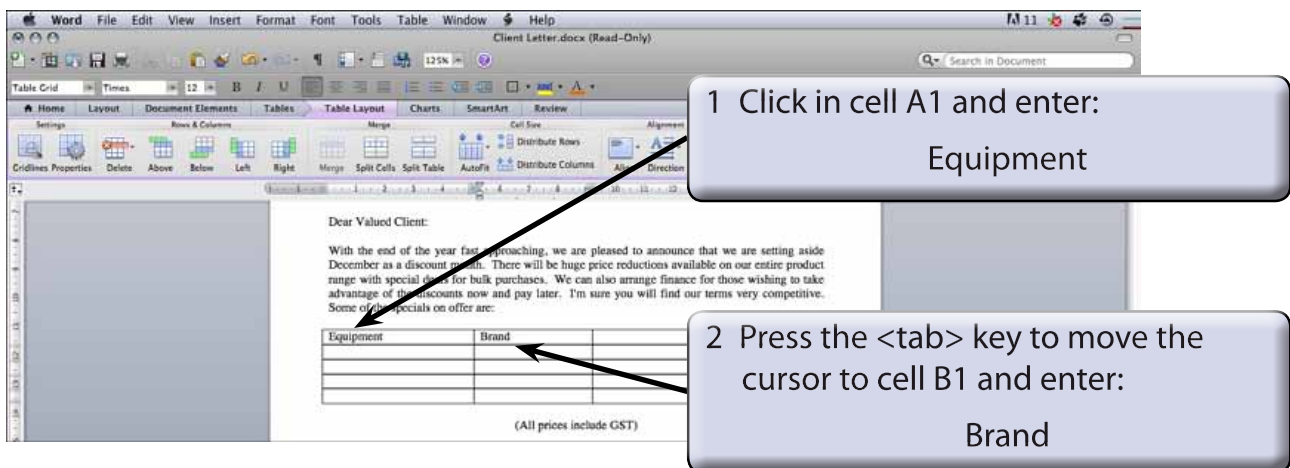 Word File Edit View Insert Format Font Tools Table Window Help
11
Client Letter.docx (Read-Only)
125%
Search in Document
Table Grid Times 12 B I U
Home Layout Document Elements Tables Table Layout Charts SmartArt Review
Settings Rows & Columns Merge Cell Size Alignment
Distribute Rows
Gridlines Properties Delete Above Below Left Right Merge Split Cells Split Table AutoFit Distribute Columns Align Direction
1 Click in cell A1 and enter:
Equipment
Dear Valued Client:
With the end of the year fast approaching, we are pleased to announce that we are setting aside
December as a discount month. There will be huge price reductions available on our entire product
range with special deals for bulk purchases. We can also arrange finance for those wishing to take
advantage of the discounts now and pay later. I'm sure you will find our terms very competitive.
Some of the specials on offer are:
Equipment Brand
(All prices include GST)
2 Press the <tab> key to move the
cursor to cell B1 and enter:
Brand